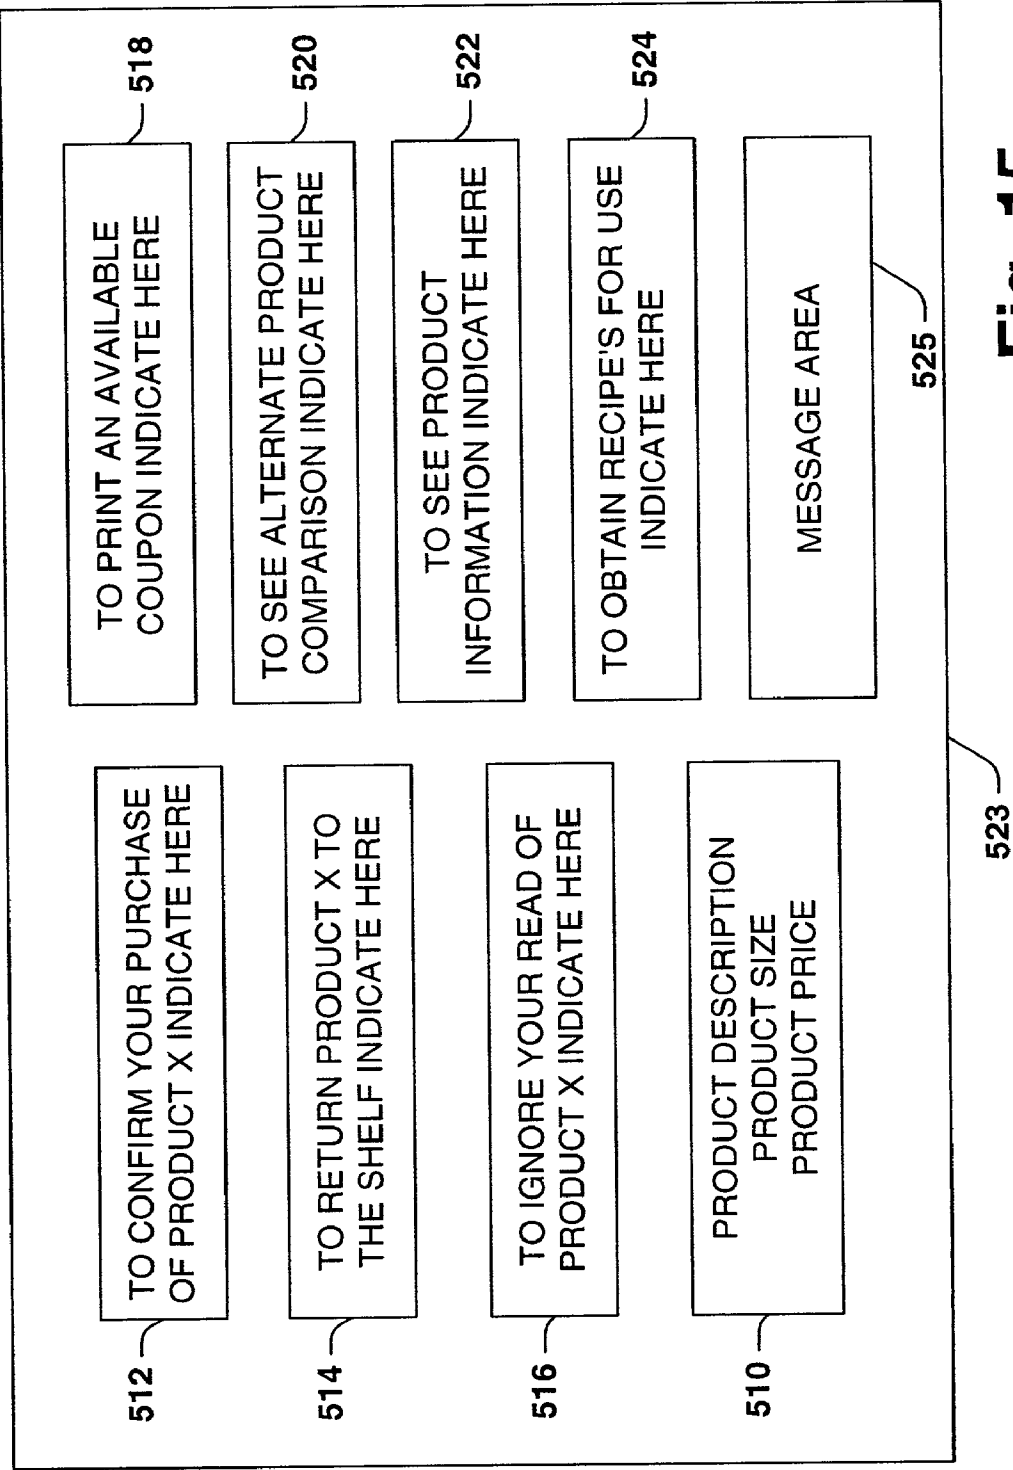 512
TO CONFIRM YOUR PURCHASE
OF PRODUCT X INDICATE HERE
514
TO RETURN PRODUCT X TO
THE SHELF INDICATE HERE
516
TO IGNORE YOUR READ OF
PRODUCT X INDICATE HERE
510
PRODUCT DESCRIPTION
PRODUCT SIZE
PRODUCT PRICE
TO PRINT AN AVAILABLE
COUPON INDICATE HERE
518
TO SEE ALTERNATE PRODUCT
COMPARISON INDICATE HERE
520
TO SEE PRODUCT
INFORMATION INDICATE HERE
522
TO OBTAIN RECIPE'S FOR USE
INDICATE HERE
524
MESSAGE AREA
525
523